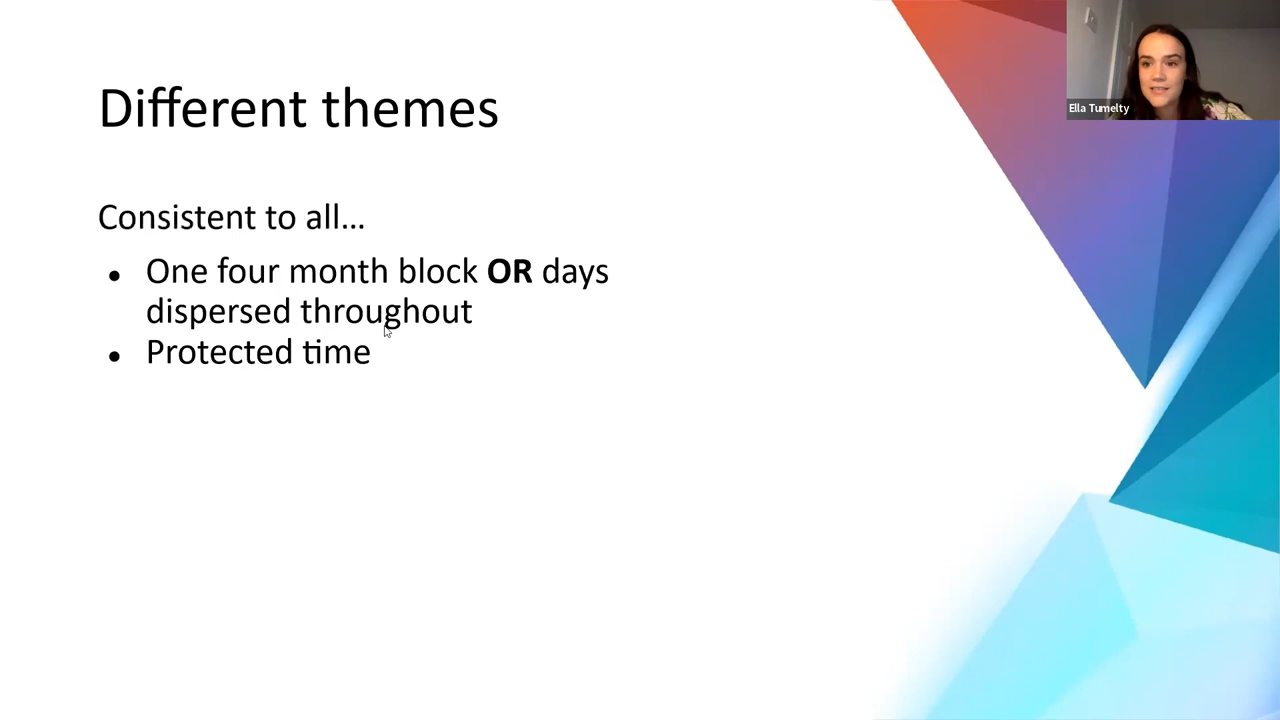 Different themes
Ella Tumelty
Consistent to all...
● One four month block OR days
dispersed throughout
● Protected time